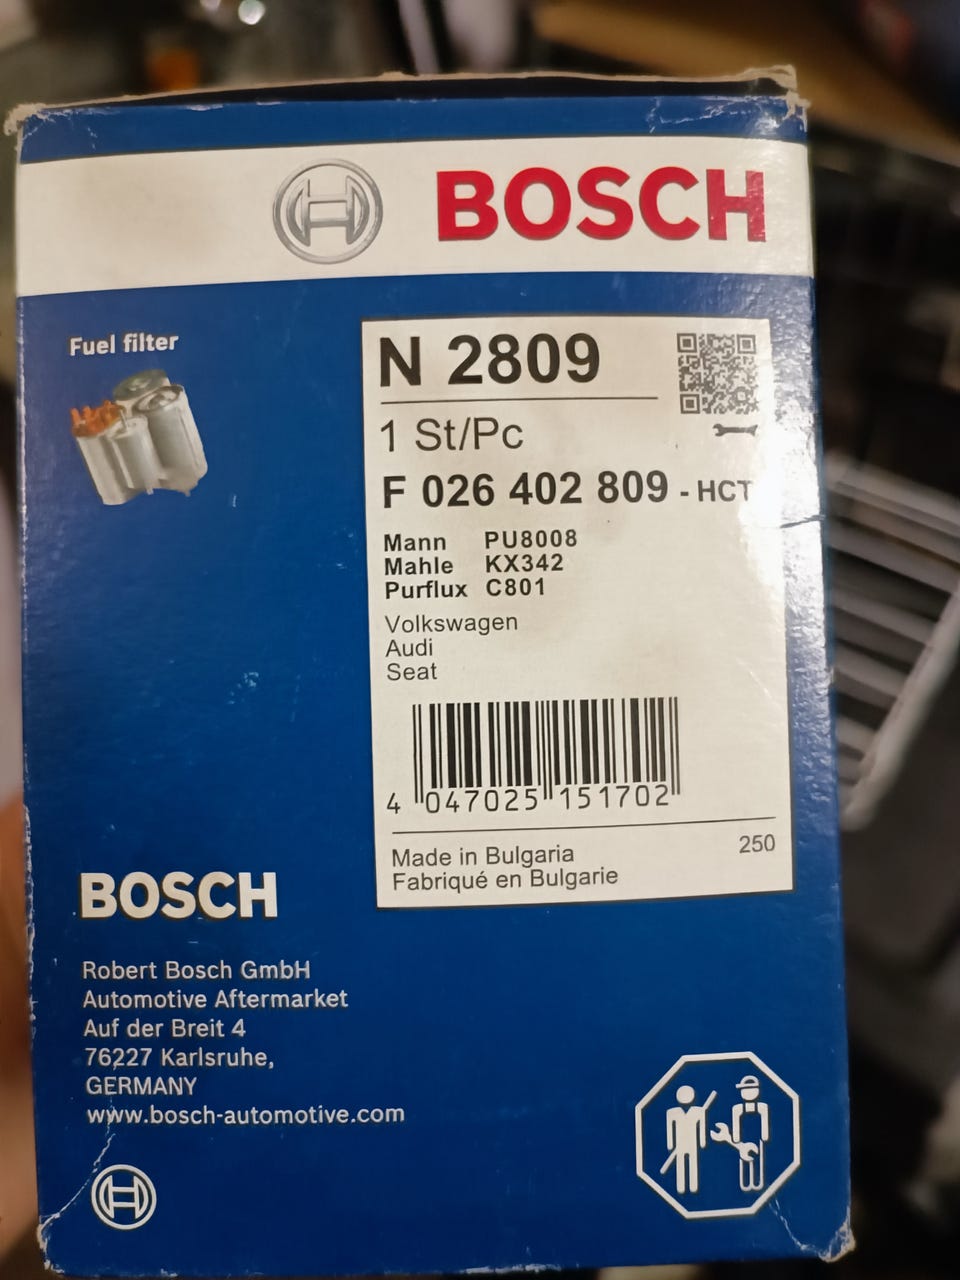 BOSCH
Fuel filter
N 2809
1 St/Pc
F 026 402 809 - HCT
Mann PU8008
Mahle KX342
Purflux C801
Volkswagen
Audi
Seat
4 047025 151702
250
Made in Bulgaria
Fabriqué en Bulgarie
BOSCH
Robert Bosch GmbH
Automotive Aftermarket
Auf der Breit 4
76227 Karlsruhe,
GERMANY
www.bosch-automotive.com